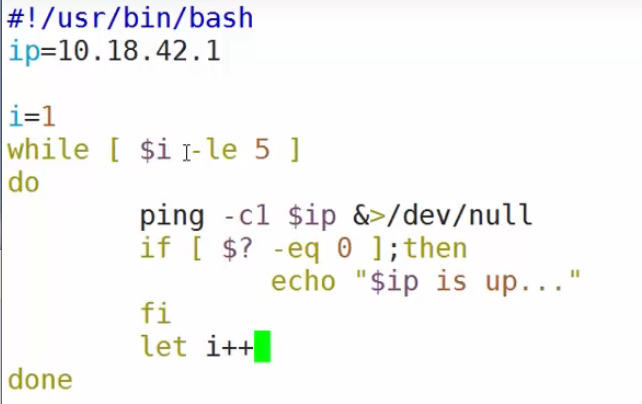 #!/usr/bin/bash
ip=10.18.42.1

i=1
while [ $i -le 5 ]
do
        ping -c1 $ip &>/dev/null
        if [ $? -eq 0 ];then
                echo "$ip is up..."
        fi
        let i++
done